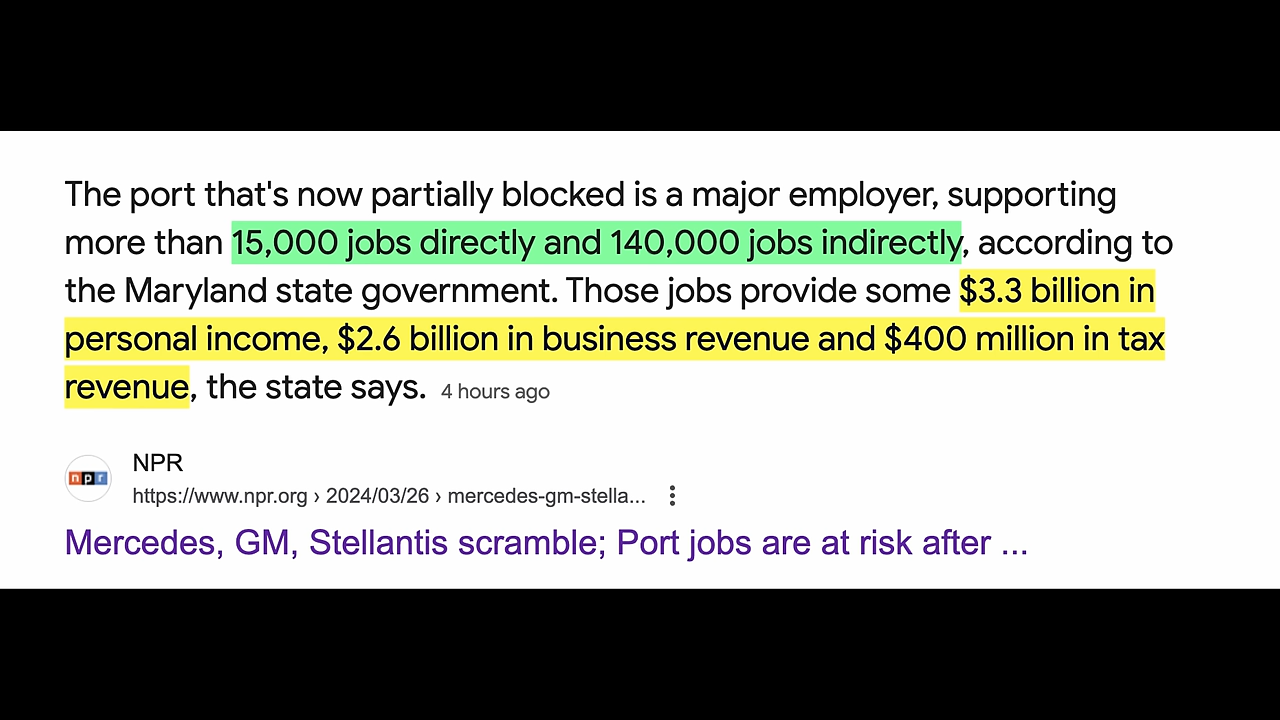 The port that's now partially blocked is a major employer, supporting
more than 15,000 jobs directly and 140,000 jobs indirectly, according to
the Maryland state government. Those jobs provide some $3.3 billion in
personal income, $2.6 billion in business revenue and $400 million in tax
revenue, the state says. 4 hours ago
npr
NPR
https://www.npr.org › 2024/03/26 › mercedes-gm-stella...
Mercedes, GM, Stellantis scramble; Port jobs are at risk after ...